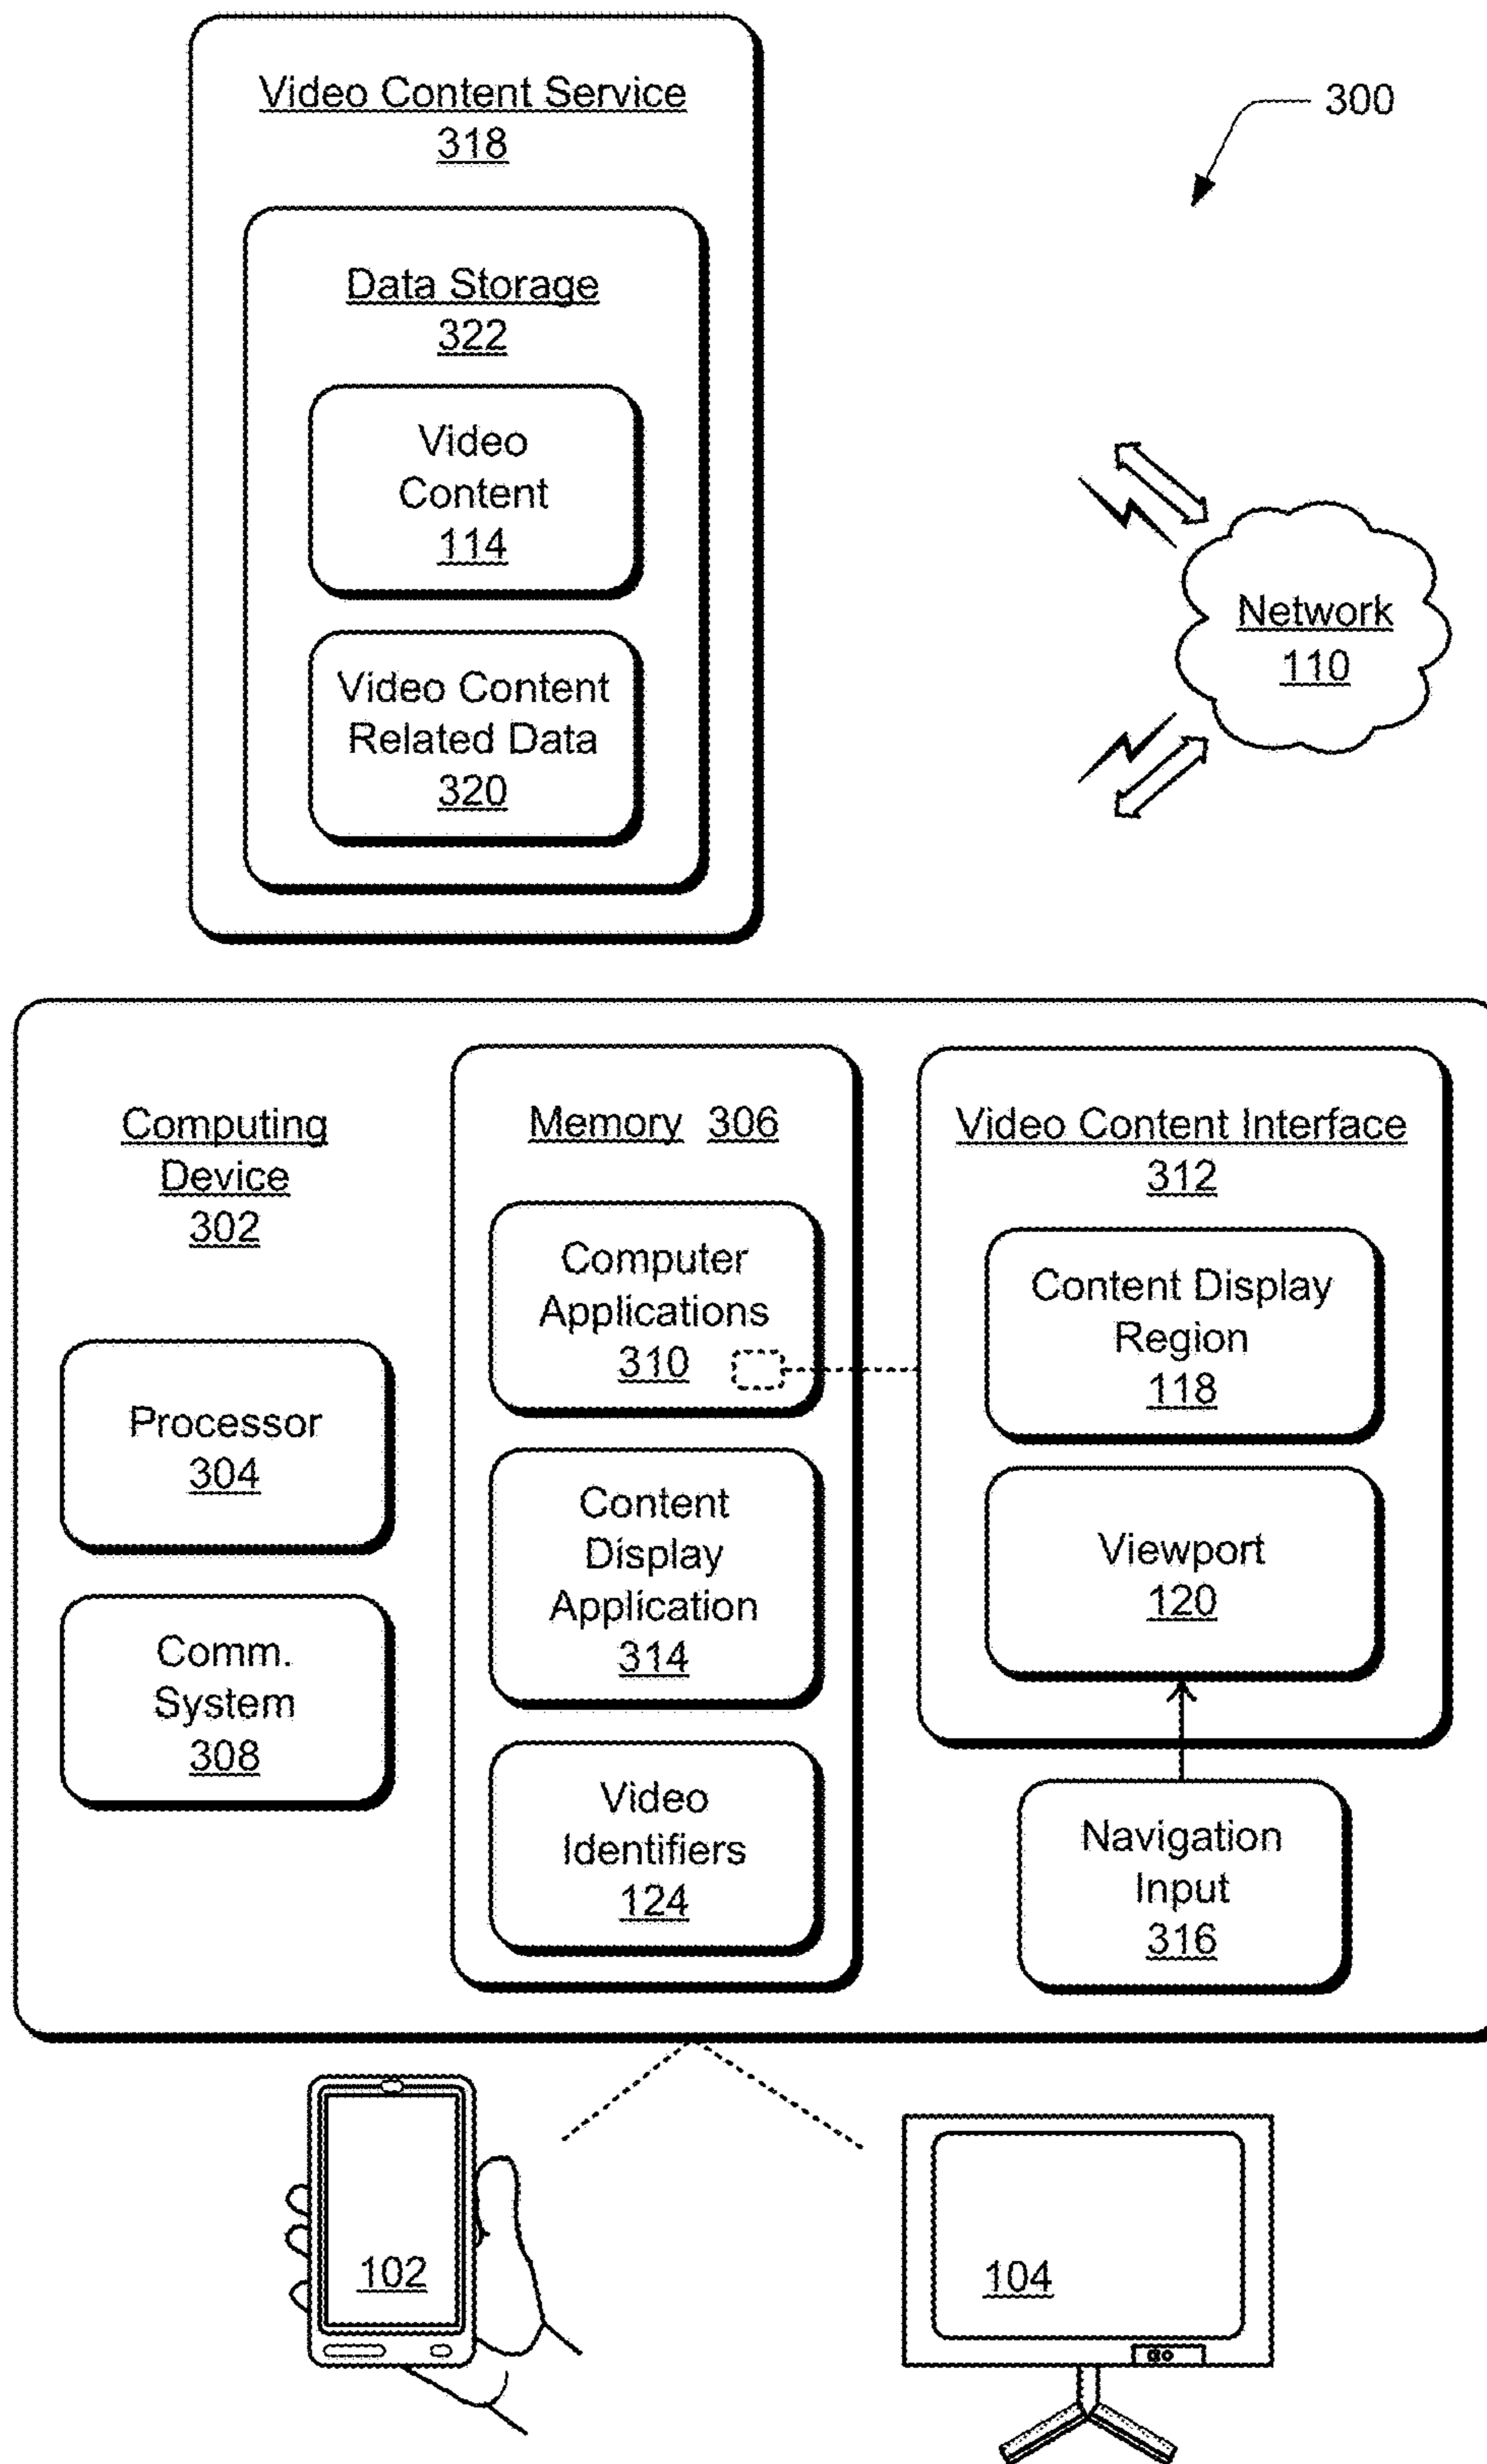 Video Content Service
318
300
Data Storage
322
Video
Content
114
Video Content
Related Data
320
Network
110
Computing
Device
302
Processor
304
Comm.
System
308
Memory 306
Computer
Applications
310
Content
Display
Application
314
Video
Identifiers
124
Video Content Interface
312
Content Display
Region
118
Viewport
120
Navigation
Input
316
102
104